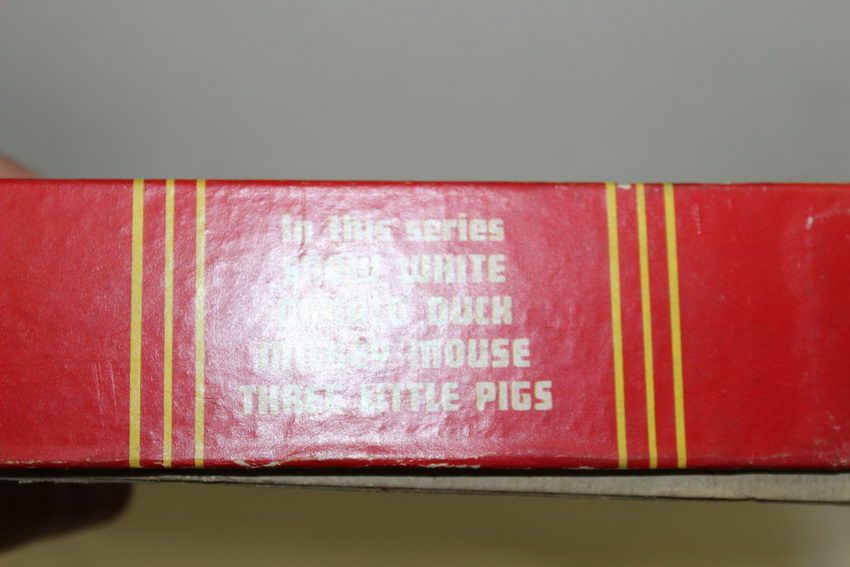 In this series
SNOW WHITE
DONALD DUCK
MICKEY MOUSE
THREE LITTLE PIGS